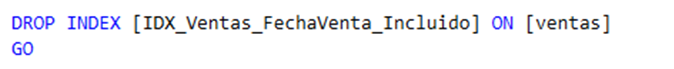 DROP INDEX [IDX_Ventas_FechaVenta_Incluido] ON [ventas]
GO